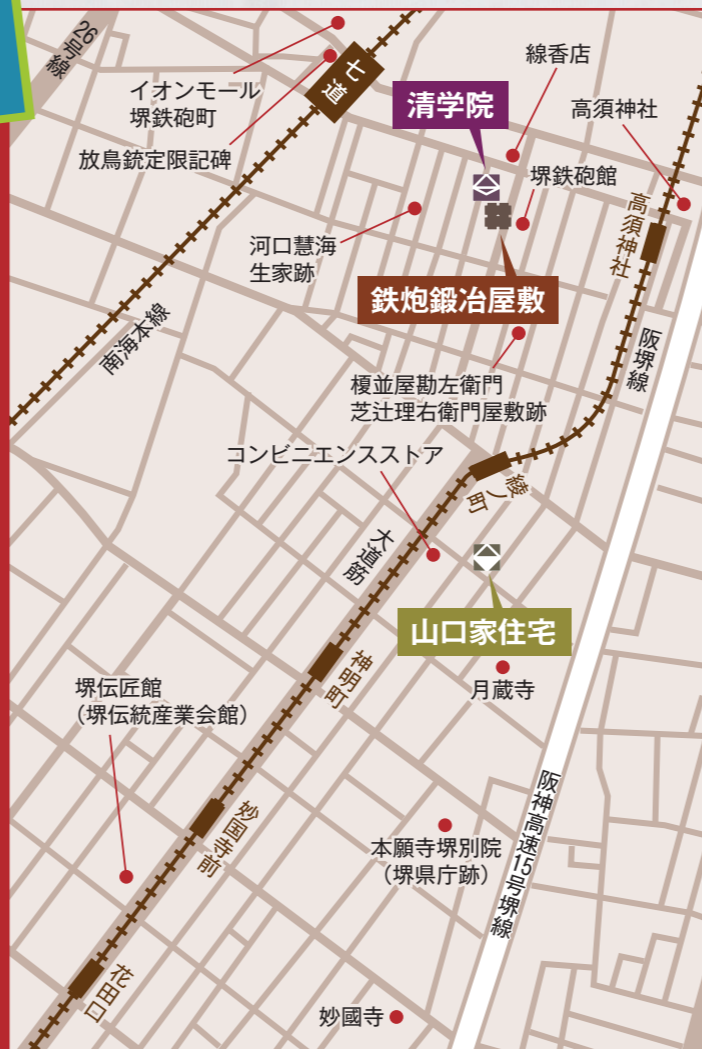 26号線
七道
イオンモール
堺鉄砲町
放鳥銃定限記碑
清学院
線香店
高須神社
堺鉄砲館
河口慧海
生家跡
高須神社
鉄炮鍛冶屋敷
南海本線
阪堺線
榎並屋勘左衛門
芝辻理右衛門屋敷跡
コンビニエンスストア
綾ノ町
大道筋
山口家住宅
神明町
月蔵寺
堺伝匠館
（堺伝統産業会館）
阪神高速15号堺線
妙国寺前
本願寺堺別院
（堺県庁跡）
花田口
妙國寺